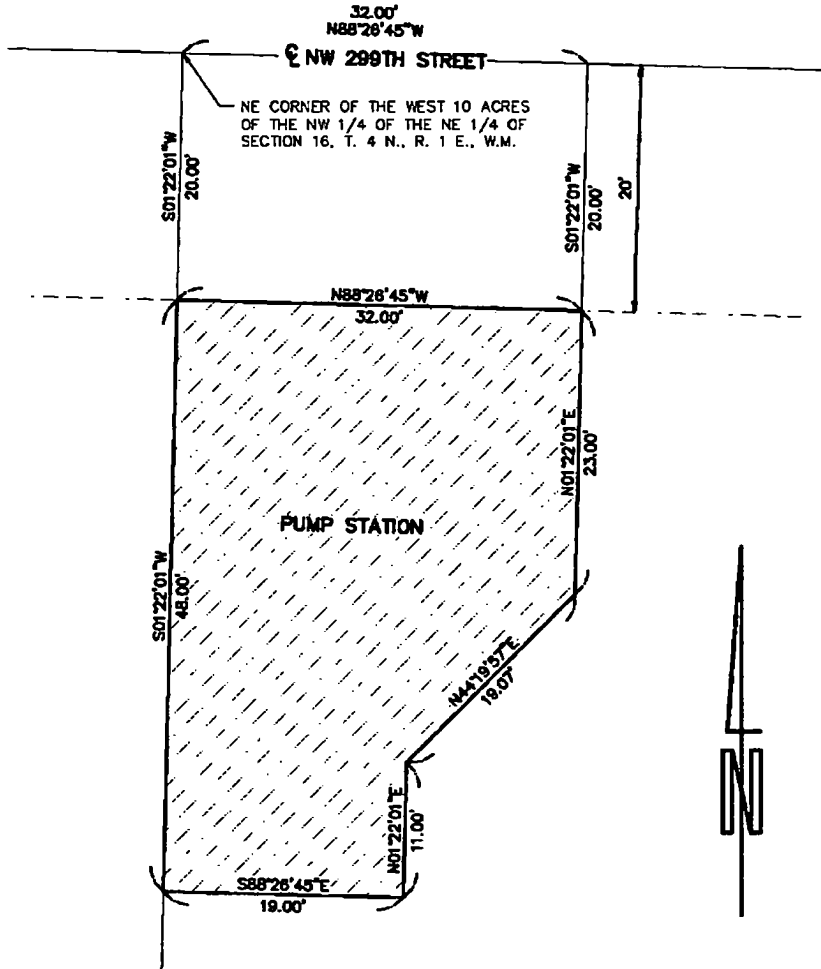 32.00'
N88°26'45"W
℄ NW 299TH STREET
NE CORNER OF THE WEST 10 ACRES
OF THE NW 1/4 OF THE NE 1/4 OF
SECTION 16, T. 4 N., R. 1 E., W.M.
S01°22'01"W
20.00'
S01°22'01"W
20.00'
20'
N88°26'45"W
32.00'
N01°22'01"E
23.00'
PUMP STATION
S01°22'01"W
48.00'
N44°19'57"E
19.07'
N01°22'01"E
11.00'
S88°26'45"E
19.00'
N